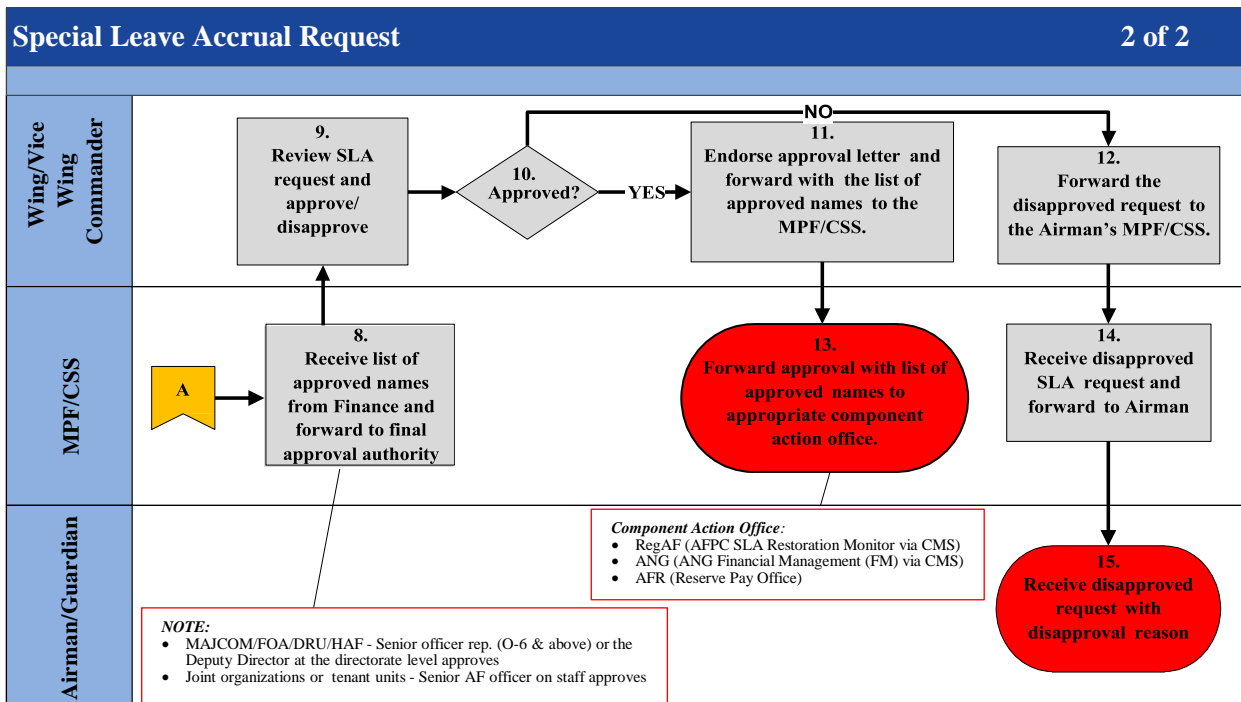 Special Leave Accrual Request
2 of 2
Wing/Vice
Wing
Commander
9.
Review SLA
request and
approve/
disapprove
10.
Approved?
NO
YES
11.
Endorse approval letter and
forward with the list of
approved names to the
MPF/CSS.
12.
Forward the
disapproved request to
the Airman's MPF/CSS.
MPF/CSS
A
8.
Receive list of
approved names
from Finance and
forward to final
approval authority
13.
Forward approval with list of
approved names to
appropriate component
action office.
14.
Receive disapproved
SLA request and
forward to Airman
Airman/Guardian
NOTE:
• MAJCOM/FOA/DRU/HAF - Senior officer rep. (O-6 & above) or the
Deputy Director at the directorate level approves
• Joint organizations or tenant units - Senior AF officer on staff approves
Component Action Office:
• RegAF (AFPC SLA Restoration Monitor via CMS)
• ANG (ANG Financial Management (FM) via CMS)
• AFR (Reserve Pay Office)
15.
Receive disapproved
request with
disapproval reason